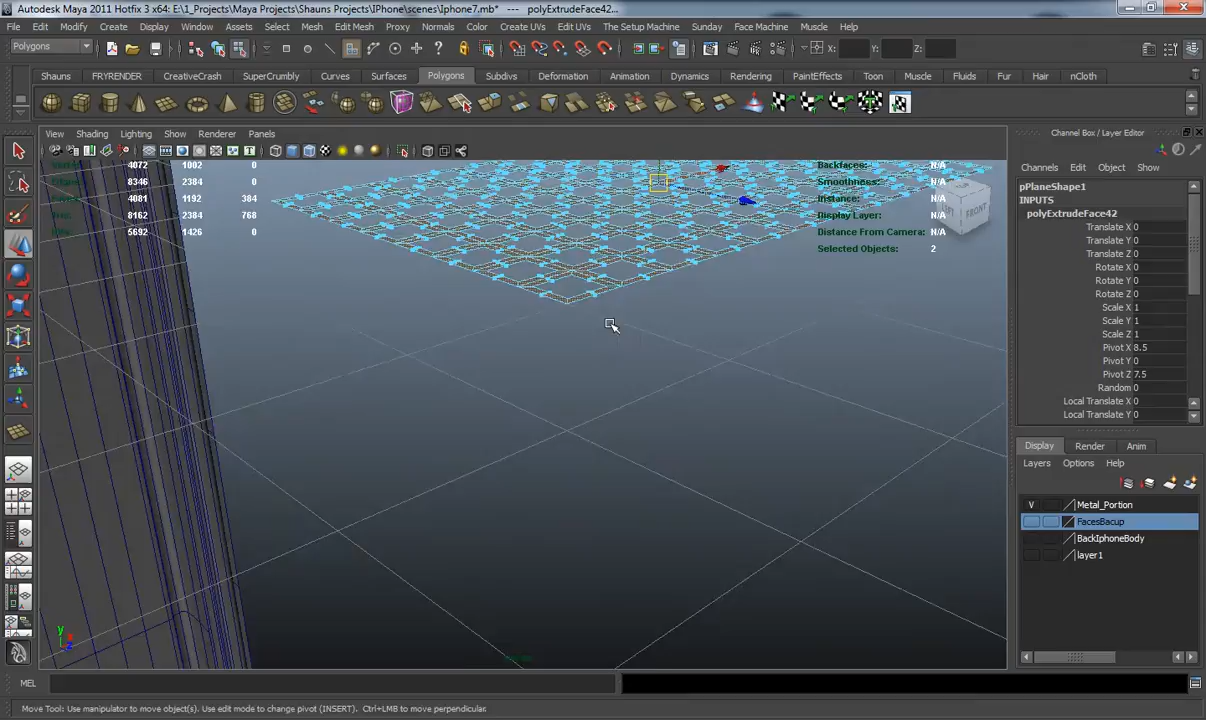 Autodesk Maya 2011 Hotfix 3 x64: E:\1_Projects\Maya Projects\Shauns Projects\IPhone\scenes\Iphone7.mb* --- polyExtrudeFace42...
File Edit Modify Create Display Window Assets Select Mesh Edit Mesh Proxy Normals Color Create UVs Edit UVs The Setup Machine Sunday Face Machine Muscle Help
Polygons X: Y: Z:
Shauns FRYRENDER CreativeCrash SuperCrumbly Curves Surfaces Polygons Subdivs Deformation Animation Dynamics Rendering PaintEffects Toon Muscle Fluids Fur Hair nCloth
View Shading Lighting Show Renderer Panels
Channel Box / Layer Editor
4072 1002 0 Backfaces: N/A
8346 2384 0 Smoothness: N/A
4081 1192 384 Instance: N/A
8162 2384 768 Display Layer: N/A
5692 1426 0 Distance From Camera: N/A
Selected Objects: 2
FRONT
Channels Edit Object Show
pPlaneShape1
INPUTS
polyExtrudeFace42
Translate X 0
Translate Y 0
Translate Z 0
Rotate X 0
Rotate Y 0
Rotate Z 0
Scale X 1
Scale Y 1
Scale Z 1
Pivot X 8.5
Pivot Y 0
Pivot Z 7.5
Random 0
Local Translate X 0
Local Translate Y 0
Display Render Anim
Layers Options Help
V Metal_Portion
FacesBacup
BackIphoneBody
layer1
y
z
MEL
Move Tool: Use manipulator to move object(s). Use edit mode to change pivot (INSERT). Ctrl+LMB to move perpendicular.